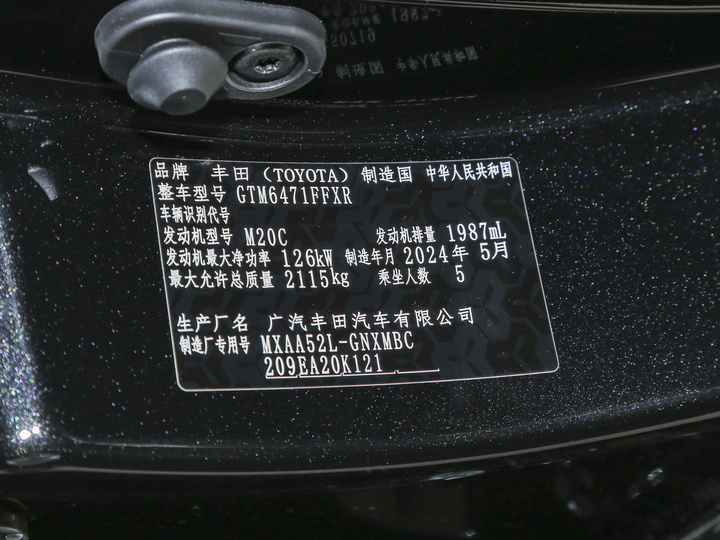 品牌 丰田（TOYOTA） 制造国 中华人民共和国
整车型号 GTM6471FFXR
车辆识别代号
发动机型号 M20C 发动机排量 1987mL
发动机最大净功率 126kW 制造年月 2024年 5月
最大允许总质量 2115kg 乘坐人数 5
生产厂名 广汽丰田汽车有限公司
制造厂专用号 MXAA52L-GNXMBC
209EA20K121